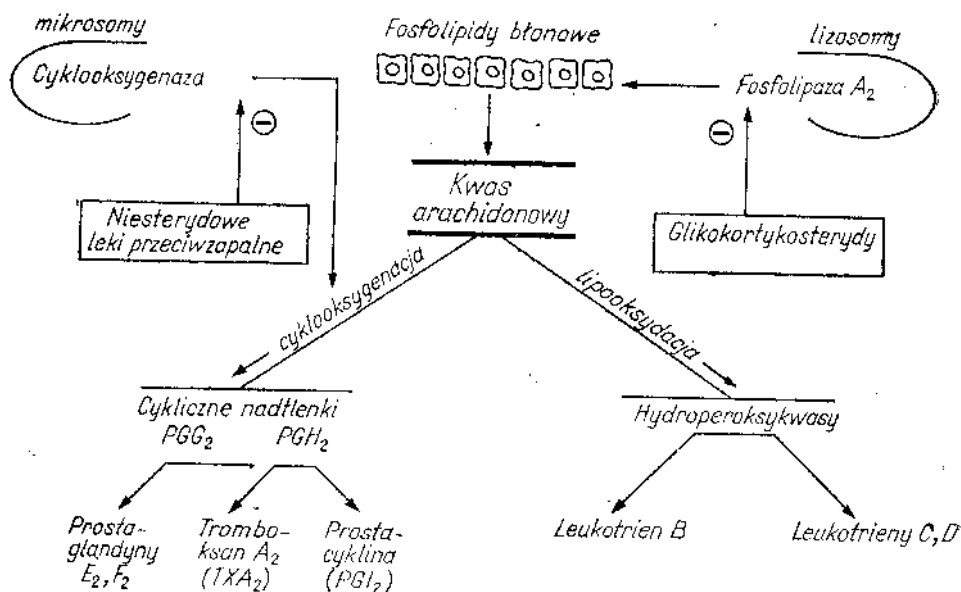 mikrosomy
Cyklooksygenaza
Fosfolipidy błonowe
lizosomy
Fosfolipaza A₂
⊖
⊖
Niesterydowe
leki przeciwzapalne
Kwas
arachidonowy
Glikokortykosterydy
cyklooksygenacja
lipooksydacja
Cykliczne nadtlenki
PGG₂ PGH₂
Hydroperoksykwasy
Prosta-
glandyny
E₂, F₂
Trombo-
ksan A₂
(TXA₂)
Prosta-
cyklina
(PGI₂)
Leukotrien B
Leukotrieny C, D